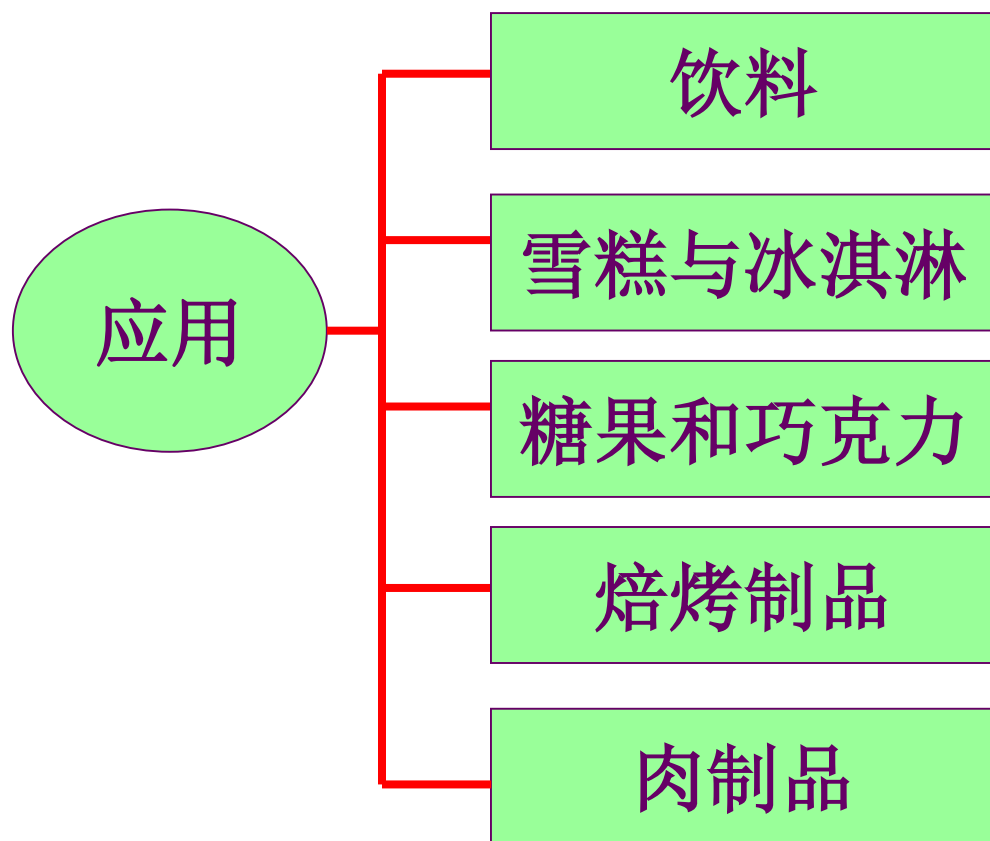 应用
饮料
雪糕与冰淇淋
糖果和巧克力
焙烤制品
肉制品